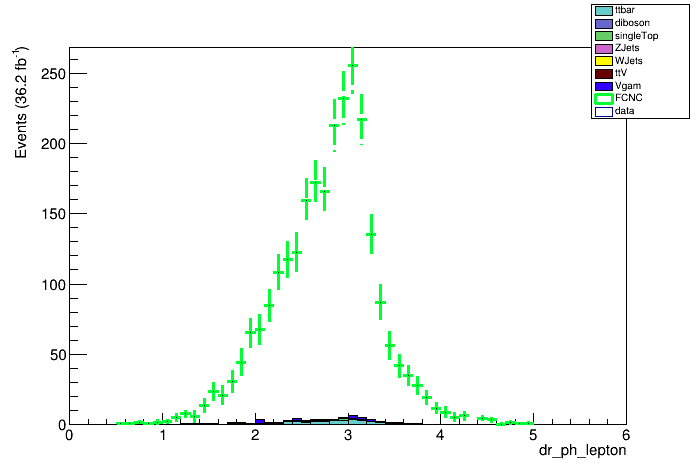 ttbar
diboson
singleTop
ZJets
WJets
ttV
Vgam
FCNC
data
Events (36.2 fb⁻¹)
250
200
150
100
50
0
0 1 2 3 4 5 6
dr_ph_lepton